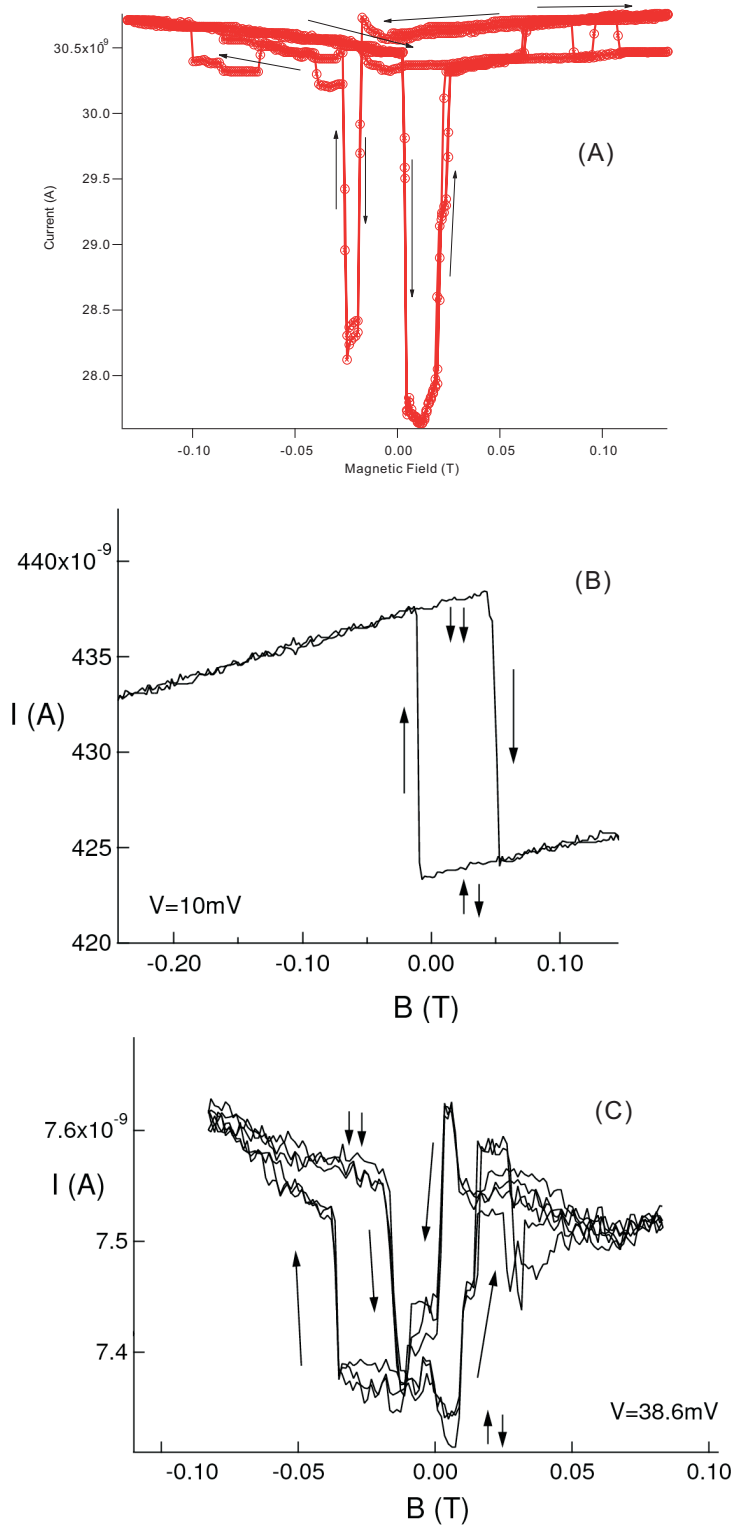 30.5x10⁹
30.0
29.5
29.0
28.5
28.0
Current (A)
(A)
-0.10 -0.05 0.00 0.05 0.10
Magnetic Field (T)
440x10⁻⁹
435
430
425
420
I (A)
(B)
V=10mV
-0.20 -0.10 0.00 0.10
B (T)
7.6x10⁻⁹
7.5
7.4
I (A)
(C)
V=38.6mV
-0.10 -0.05 0.00 0.05 0.10
B (T)